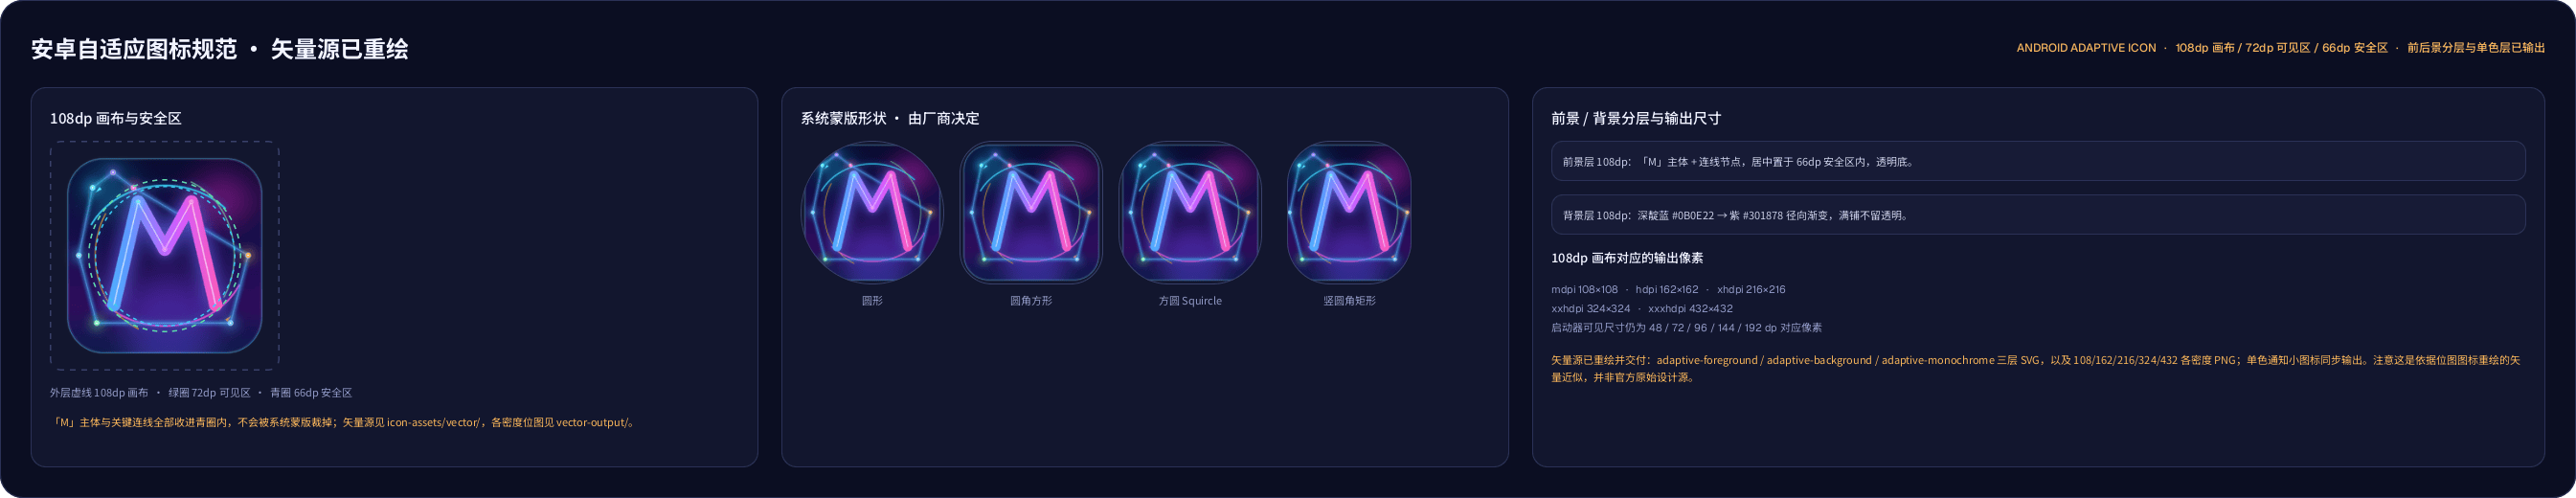 安卓自适应图标规范 · 矢量源已重绘
ANDROID ADAPTIVE ICON · 108dp 画布 / 72dp 可见区 / 66dp 安全区 · 前后景分层与单色层已输出
108dp 画布与安全区
M
外层虚线 108dp 画布 · 绿圈 72dp 可见区 · 青圈 66dp 安全区
「M」主体与关键连线全部收进青圈内，不会被系统蒙版裁掉；矢量源见 icon-assets/vector/，各密度位图见 vector-output/。
系统蒙版形状 · 由厂商决定
M M M M
圆形 圆角方形 方圆 Squircle 竖圆角矩形
前景 / 背景分层与输出尺寸
前景层 108dp：「M」主体 + 连线节点，居中置于 66dp 安全区内，透明底。
背景层 108dp：深靛蓝 #0B0E22 → 紫 #301878 径向渐变，满铺不留透明。
108dp 画布对应的输出像素
mdpi 108×108 · hdpi 162×162 · xhdpi 216×216
xxhdpi 324×324 · xxxhdpi 432×432
启动器可见尺寸仍为 48 / 72 / 96 / 144 / 192 dp 对应像素
矢量源已重绘并交付：adaptive-foreground / adaptive-background / adaptive-monochrome 三层 SVG，以及 108/162/216/324/432 各密度 PNG；单色通知小图标同步输出。注意这是依据位图图标重绘的矢
量近似，并非官方原始设计源。